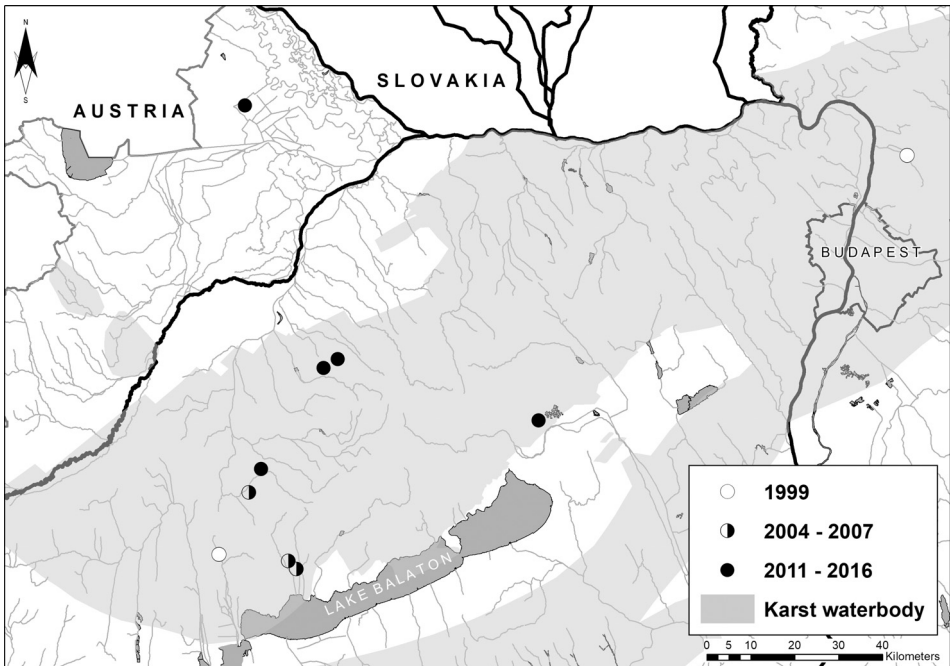 N
S
AUSTRIA
SLOVAKIA
BUDAPEST
LAKE BALATON
1999
2004 - 2007
2011 - 2016
Karst waterbody
0 5 10 20 30 40
Kilometers